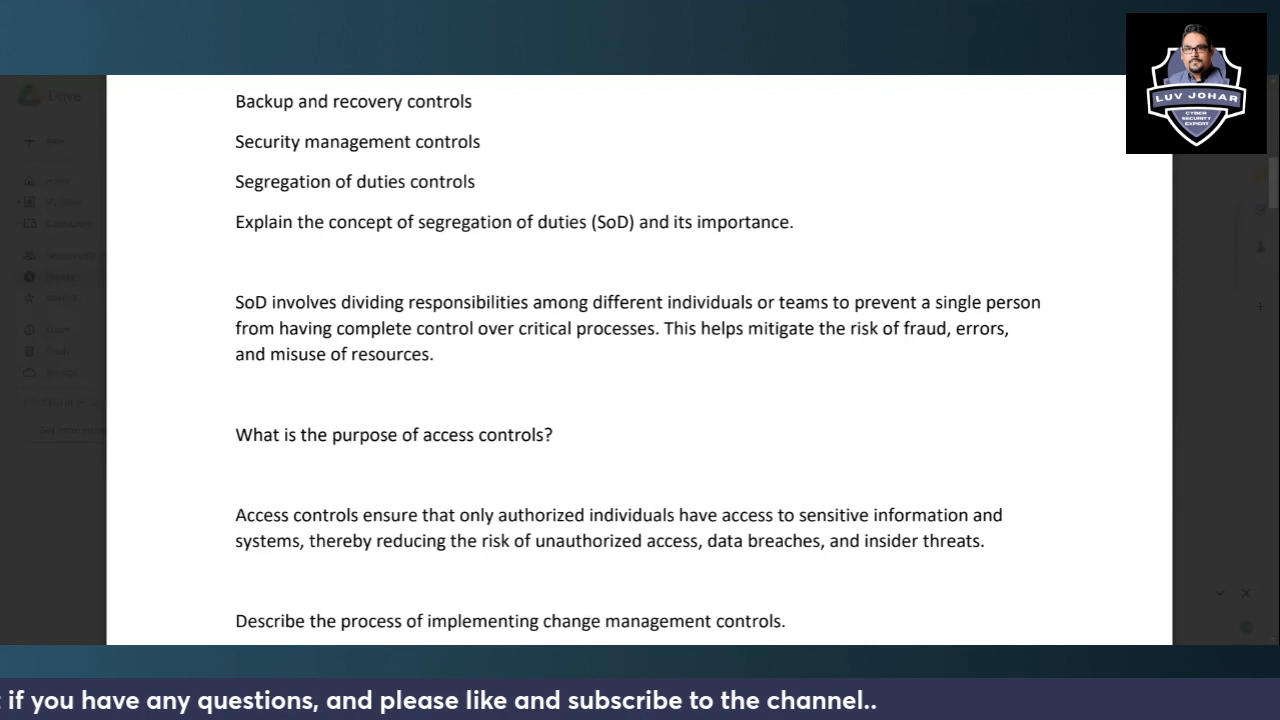 Drive
LUV JOHAR
CYBER
SECURITY
EXPERT
Backup and recovery controls
Security management controls
Segregation of duties controls
Explain the concept of segregation of duties (SoD) and its importance.
SoD involves dividing responsibilities among different individuals or teams to prevent a single person
from having complete control over critical processes. This helps mitigate the risk of fraud, errors,
and misuse of resources.
What is the purpose of access controls?
Access controls ensure that only authorized individuals have access to sensitive information and
systems, thereby reducing the risk of unauthorized access, data breaches, and insider threats.
Describe the process of implementing change management controls.
if you have any questions, and please like and subscribe to the channel..